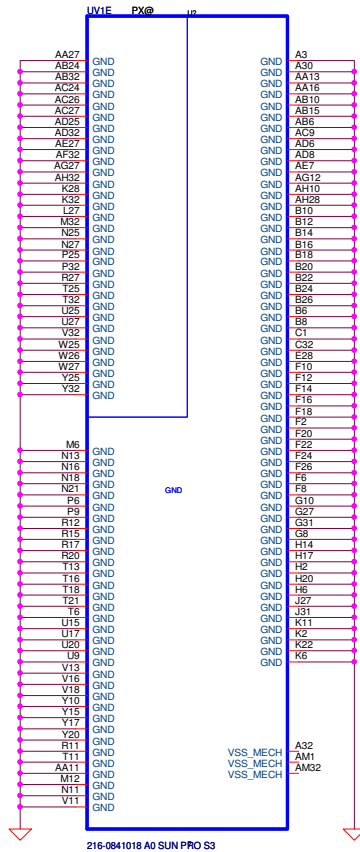 UV1E PX@
AA27 GND
AB24 GND
AB32 GND
AC24 GND
AC26 GND
AC27 GND
AD25 GND
AD32 GND
AE27 GND
AF32 GND
AG27 GND
AH32 GND
K28 GND
K32 GND
L27 GND
M32 GND
N25 GND
N27 GND
P25 GND
P32 GND
R27 GND
T25 GND
T32 GND
U25 GND
U27 GND
V32 GND
W25 GND
W26 GND
W27 GND
Y25 GND
Y32 GND
M6 GND
N13 GND
N16 GND
N18 GND
N21 GND
P6 GND
P9 GND
R12 GND
R15 GND
R17 GND
R20 GND
T13 GND
T16 GND
T18 GND
T21 GND
T6 GND
U15 GND
U17 GND
U20 GND
U9 GND
V13 GND
V16 GND
V18 GND
Y10 GND
Y15 GND
Y17 GND
Y20 GND
R11 GND
T11 GND
AA11 GND
M12 GND
N11 GND
V11 GND
GND
GND A3
GND A30
GND AA13
GND AA16
GND AB10
GND AB15
GND AB6
GND AC9
GND AD6
GND AD8
GND AE7
GND AG12
GND AH10
GND AH28
GND B10
GND B12
GND B14
GND B16
GND B18
GND B20
GND B22
GND B24
GND B26
GND B6
GND B8
GND C1
GND C32
GND E28
GND F10
GND F12
GND F14
GND F16
GND F18
GND F2
GND F20
GND F22
GND F24
GND F26
GND F6
GND F8
GND G10
GND G27
GND G31
GND G8
GND H14
GND H17
GND H2
GND H20
GND H6
GND J27
GND J31
GND K11
GND K2
GND K22
GND K6
VSS_MECH A32
VSS_MECH AM1
VSS_MECH AM32
216-0841018 A0 SUN PRO S3